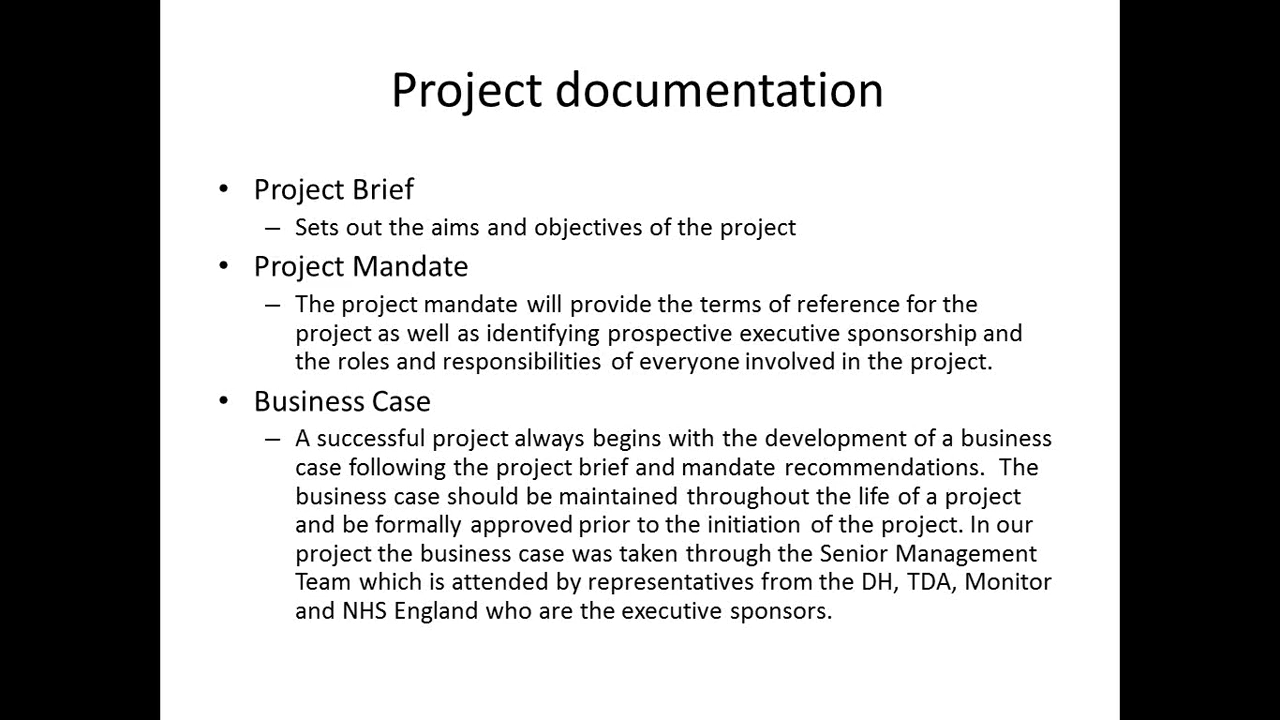 Project documentation
• Project Brief
– Sets out the aims and objectives of the project
• Project Mandate
– The project mandate will provide the terms of reference for the
project as well as identifying prospective executive sponsorship and
the roles and responsibilities of everyone involved in the project.
• Business Case
– A successful project always begins with the development of a business
case following the project brief and mandate recommendations.  The
business case should be maintained throughout the life of a project
and be formally approved prior to the initiation of the project. In our
project the business case was taken through the Senior Management
Team which is attended by representatives from the DH, TDA, Monitor
and NHS England who are the executive sponsors.